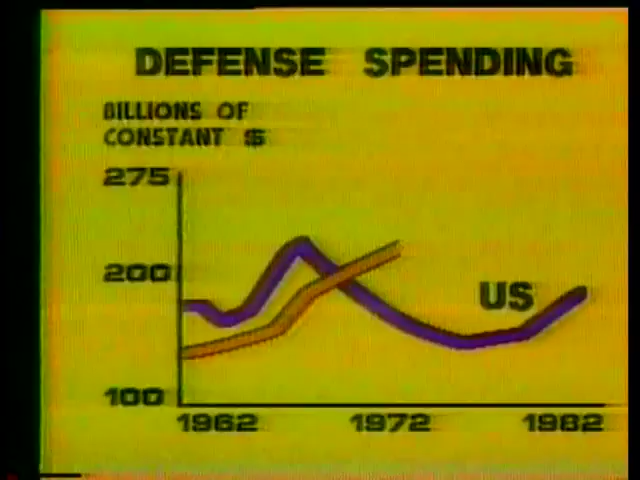 DEFENSE SPENDING
BILLIONS OF
CONSTANT $
275
200
US
100
1962 1972 1982